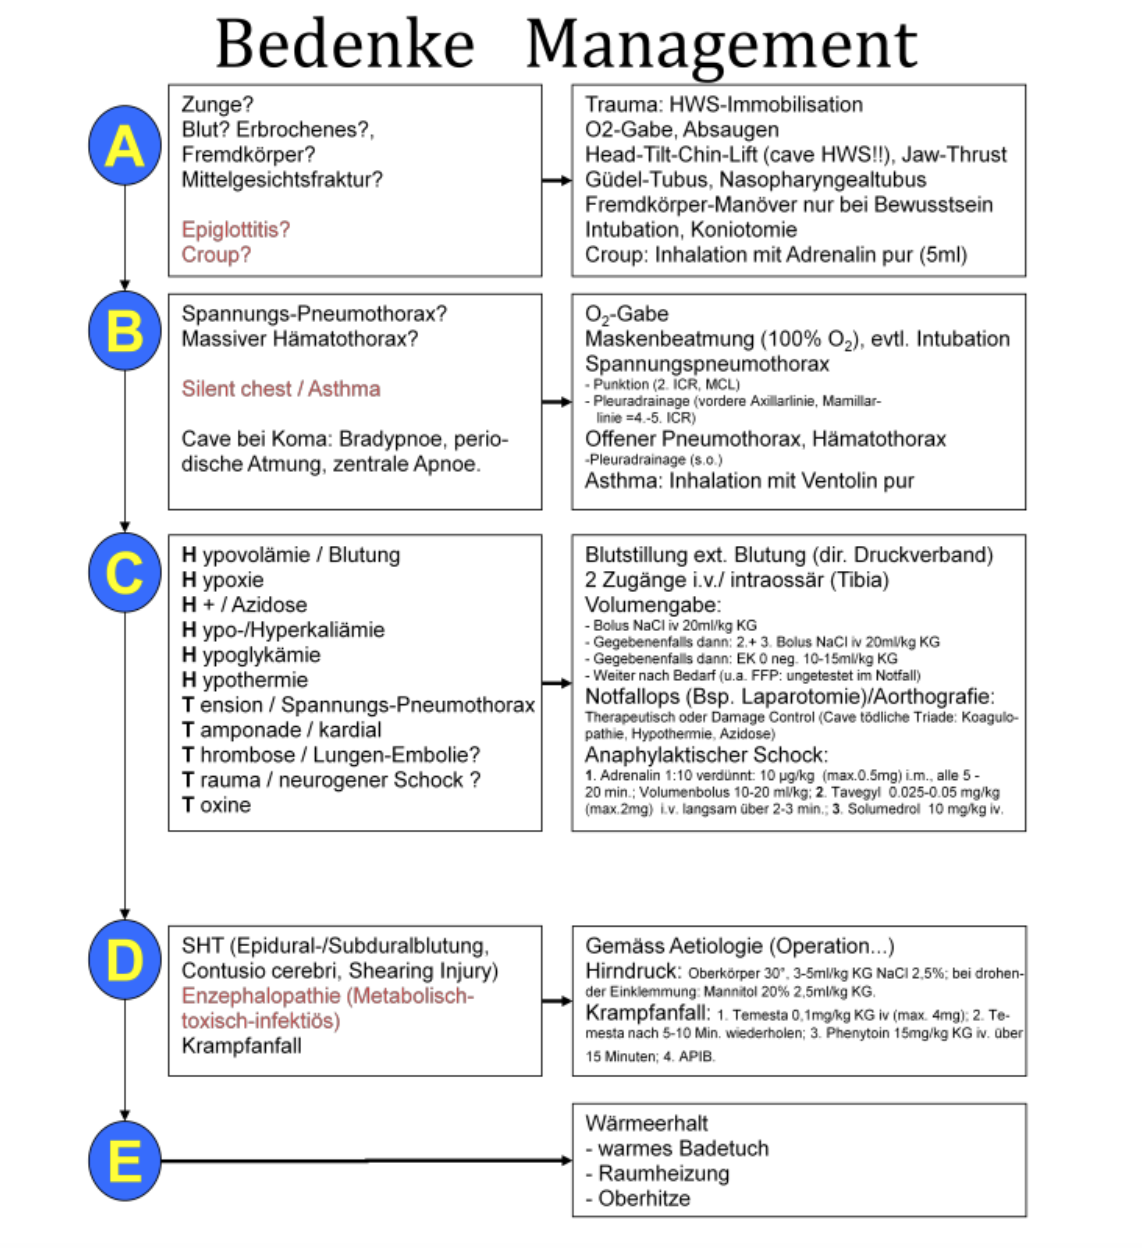 Bedenke Management
A
Zunge?
Blut? Erbrochenes?,
Fremdkörper?
Mittelgesichtsfraktur?
Epiglottitis?
Croup?
Trauma: HWS-Immobilisation
O2-Gabe, Absaugen
Head-Tilt-Chin-Lift (cave HWS!!), Jaw-Thrust
Güdel-Tubus, Nasopharyngealtubus
Fremdkörper-Manöver nur bei Bewusstsein
Intubation, Koniotomie
Croup: Inhalation mit Adrenalin pur (5ml)
B
Spannungs-Pneumothorax?
Massiver Hämatothorax?
Silent chest / Asthma
Cave bei Koma: Bradypnoe, perio-
dische Atmung, zentrale Apnoe.
O₂-Gabe
Maskenbeatmung (100% O₂), evtl. Intubation
Spannungspneumothorax
- Punktion (2. ICR, MCL)
- Pleuradrainage (vordere Axillarlinie, Mamillar-
linie =4.-5. ICR)
Offener Pneumothorax, Hämatothorax
-Pleuradrainage (s.o.)
Asthma: Inhalation mit Ventolin pur
C
H ypovolämie / Blutung
H ypoxie
H + / Azidose
H ypo-/Hyperkaliämie
H ypoglykämie
H ypothermie
T ension / Spannungs-Pneumothorax
T amponade / kardial
T hrombose / Lungen-Embolie?
T rauma / neurogener Schock ?
T oxine
Blutstillung ext. Blutung (dir. Druckverband)
2 Zugänge i.v./ intraossär (Tibia)
Volumengabe:
- Bolus NaCl iv 20ml/kg KG
- Gegebenenfalls dann: 2.+ 3. Bolus NaCl iv 20ml/kg KG
- Gegebenenfalls dann: EK 0 neg. 10-15ml/kg KG
- Weiter nach Bedarf (u.a. FFP: ungetestet im Notfall)
Notfallops (Bsp. Laparotomie)/Aorthografie:
Therapeutisch oder Damage Control (Cave tödliche Triade: Koagulo-
pathie, Hypothermie, Azidose)
Anaphylaktischer Schock:
1. Adrenalin 1:10 verdünnt: 10 µg/kg (max.0.5mg) i.m., alle 5 -
20 min.; Volumenbolus 10-20 ml/kg; 2. Tavegyl 0.025-0.05 mg/kg
(max.2mg) i.v. langsam über 2-3 min.; 3. Solumedrol 10 mg/kg iv.
D
SHT (Epidural-/Subduralblutung,
Contusio cerebri, Shearing Injury)
Enzephalopathie (Metabolisch-
toxisch-infektiös)
Krampfanfall
Gemäss Aetiologie (Operation...)
Hirndruck: Oberkörper 30°, 3-5ml/kg KG NaCl 2,5%; bei drohen-
der Einklemmung: Mannitol 20% 2,5ml/kg KG.
Krampfanfall: 1. Temesta 0,1mg/kg KG iv (max. 4mg); 2. Te-
mesta nach 5-10 Min. wiederholen; 3. Phenytoin 15mg/kg KG iv. über
15 Minuten; 4. APIB.
E
Wärmeerhalt
- warmes Badetuch
- Raumheizung
- Oberhitze